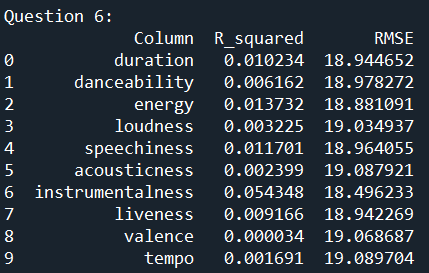 Question 6:
Column R_squared RMSE
0 duration 0.010234 18.944652
1 danceability 0.006162 18.978272
2 energy 0.013732 18.881091
3 loudness 0.003225 19.034937
4 speechiness 0.011701 18.964055
5 acousticness 0.002399 19.087921
6 instrumentalness 0.054348 18.496233
7 liveness 0.009166 18.942269
8 valence 0.000034 19.068687
9 tempo 0.001691 19.089704